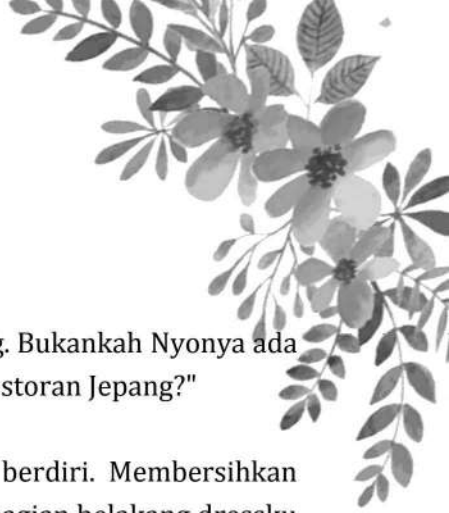 g. Bukankah Nyonya ada
storan Jepang?"
berdiri. Membersihkan
agian belakang dressku